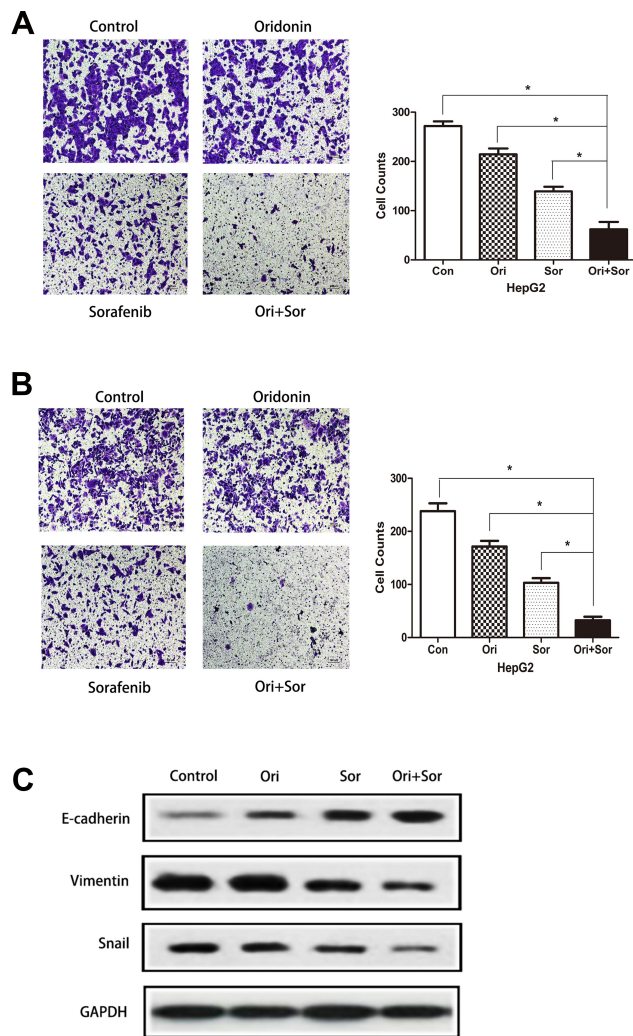 A
Control Oridonin
Sorafenib Ori+Sor
*
*
*
300
200
100
0
Cell Counts
Con Ori Sor Ori+Sor
HepG2
B
Control Oridonin
Sorafenib Ori+Sor
*
*
*
300
200
100
0
Cell Counts
Con Ori Sor Ori+Sor
HepG2
C
Control Ori Sor Ori+Sor
E-cadherin
Vimentin
Snail
GAPDH